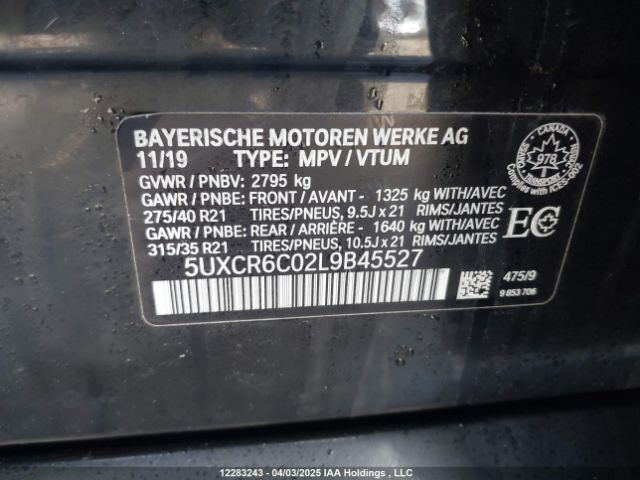 BAYERISCHE MOTOREN WERKE AG
11/19 TYPE: MPV / VTUM
GVWR / PNBV: 2795 kg
GAWR / PNBE: FRONT / AVANT - 1325 kg WITH/AVEC
275/40 R21 TIRES/PNEUS, 9.5J x 21 RIMS/JANTES
GAWR / PNBE: REAR / ARRIÈRE - 1640 kg WITH/AVEC
315/35 R21 TIRES/PNEUS, 10.5J x 21 RIMS/JANTES
5UXCR6C02L9B45527
CANADA
TRANSPORTS
978
Compliant with ICES-002
EC
475/9
9 853 706
12283243 - 04/03/2025 IAA Holdings , LLC